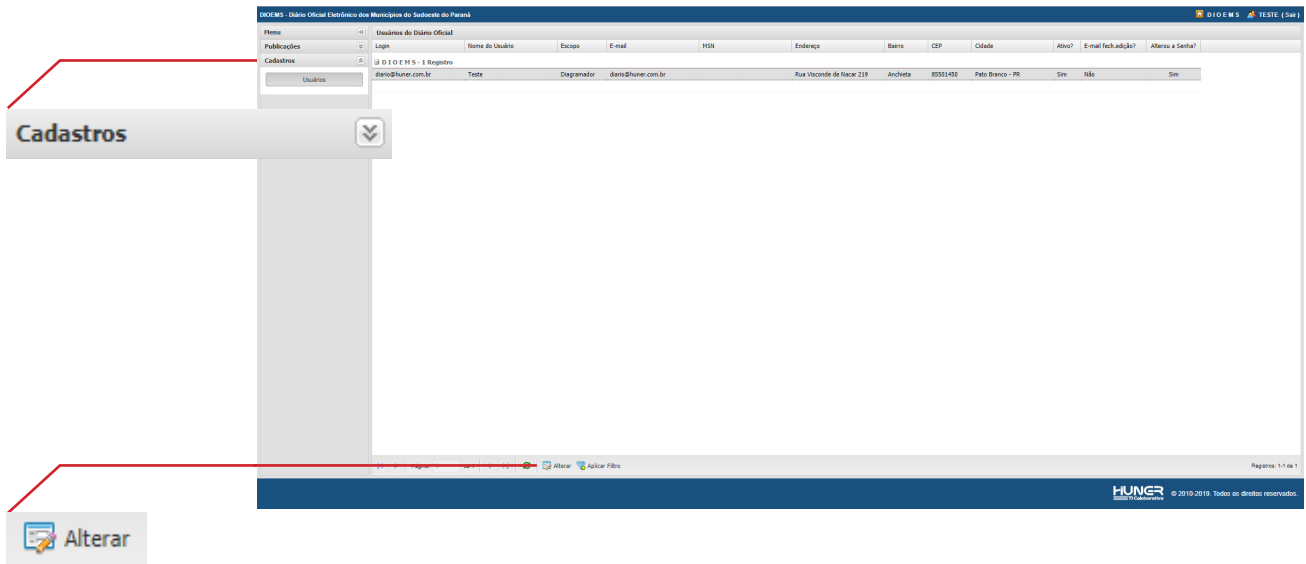 DIOEMS - Diário Oficial Eletrônico dos Municípios do Sudoeste do Paraná
D I O E M S TESTE ( Sair )
Menu
Usuários do Diário Oficial
Publicações
Login Nome do Usuário Escopo E-mail MSN Endereço Bairro CEP Cidade Ativo? E-mail fech.edição? Alterou a Senha?
Cadastros
D I O E M S - 1 Registro
Usuários
diario@huner.com.br Teste Diagramador diario@huner.com.br Rua Visconde de Nacar 219 Anchieta 85501450 Pato Branco - PR Sim Não Sim
Cadastros
Alterar Aplicar Filtro
Registros: 1-1 de 1
HUNER
TI Colaborativa
© 2010-2019. Todos os direitos reservados.
Alterar